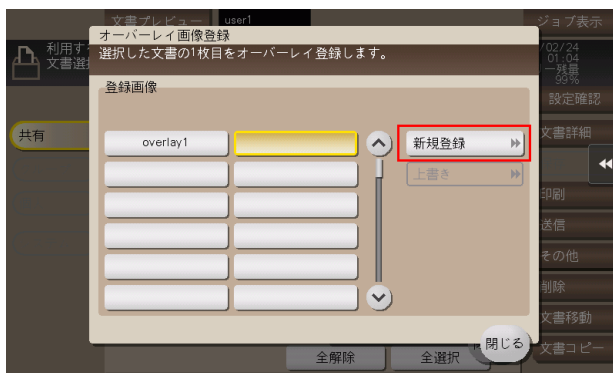 文書プレビュー
user1
ジョブ表示
オーバーレイ画像登録
選択した文書の1枚目をオーバーレイ登録します。
利用す
文書選
/02/24
01:04
残量
99%
設定確認
登録画像
共有
overlay1
新規登録
文書詳細
上書き
印刷
送信
その他
削除
文書移動
閉じる
全解除
全選択
文書コピー